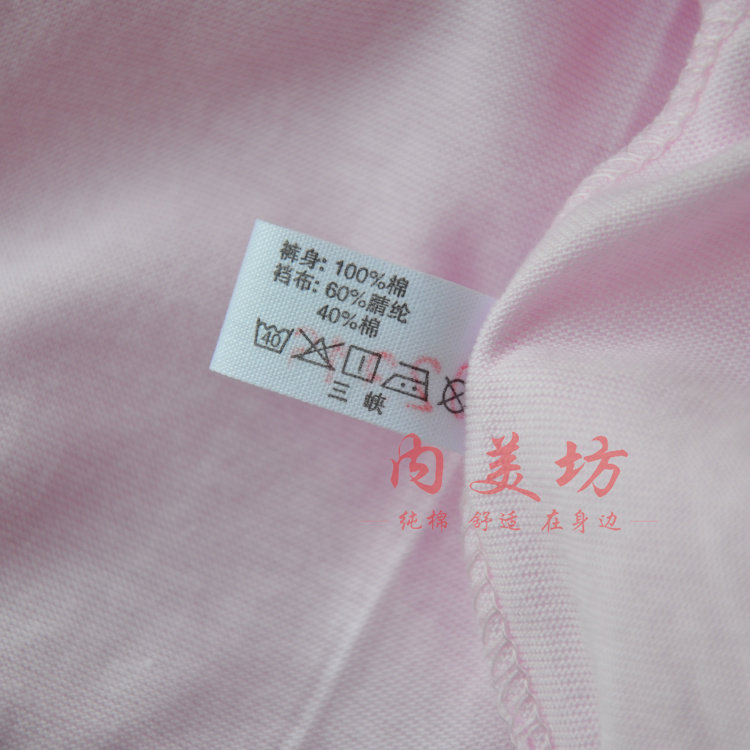 裤身: 100%棉
裆布: 60%腈纶
40%棉
40
三 峡
内美坊
纯棉 舒适 在身边